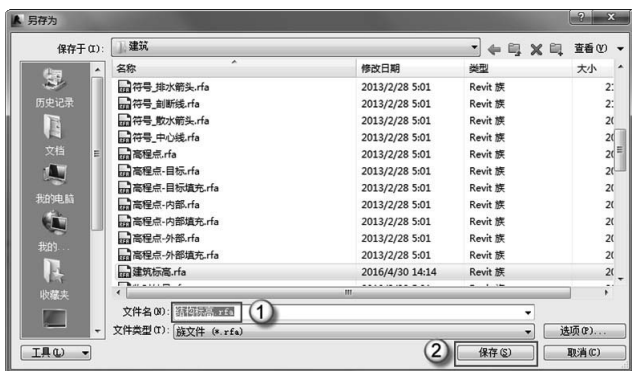 另存为
保存于(I):
建筑
查看(V)
名称
修改日期
类型
大小
符号_排水箭头.rfa 2013/2/28 5:01 Revit 族
符号_剖断线.rfa 2013/2/28 5:01 Revit 族
符号_散水箭头.rfa 2013/2/28 5:01 Revit 族
符号_中心线.rfa 2013/2/28 5:01 Revit 族
高程点.rfa 2013/2/28 5:01 Revit 族
高程点-目标.rfa 2013/2/28 5:01 Revit 族
高程点-目标填充.rfa 2013/2/28 5:01 Revit 族
高程点-内部.rfa 2013/2/28 5:01 Revit 族
高程点-内部填充.rfa 2013/2/28 5:01 Revit 族
高程点-外部.rfa 2013/2/28 5:01 Revit 族
高程点-外部填充.rfa 2013/2/28 5:01 Revit 族
建筑标高.rfa 2016/4/30 14:14 Revit 族
历史记录
文档
我的电脑
我的...
收藏夹
文件名(N): 结构标高.rfa ①
文件类型(T): 族文件 (*.rfa)
选项(P)...
工具(L)
② 保存(S)
取消(C)